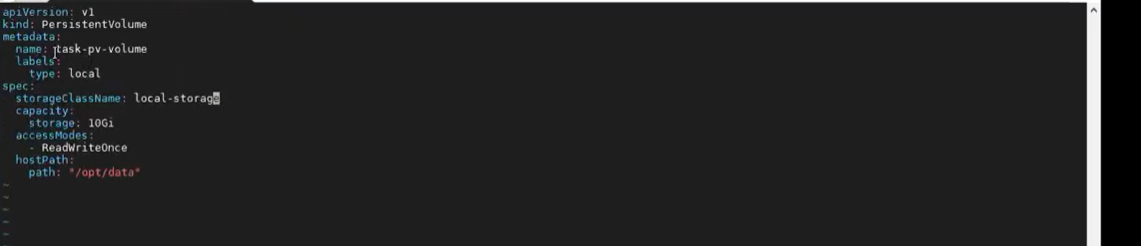 apiVersion: v1
kind: PersistentVolume
metadata:
  name: task-pv-volume
  labels:
    type: local
spec:
  storageClassName: local-storage
  capacity:
    storage: 10Gi
  accessModes:
    - ReadWriteOnce
  hostPath:
    path: "/opt/data"
~
~
~
~
~